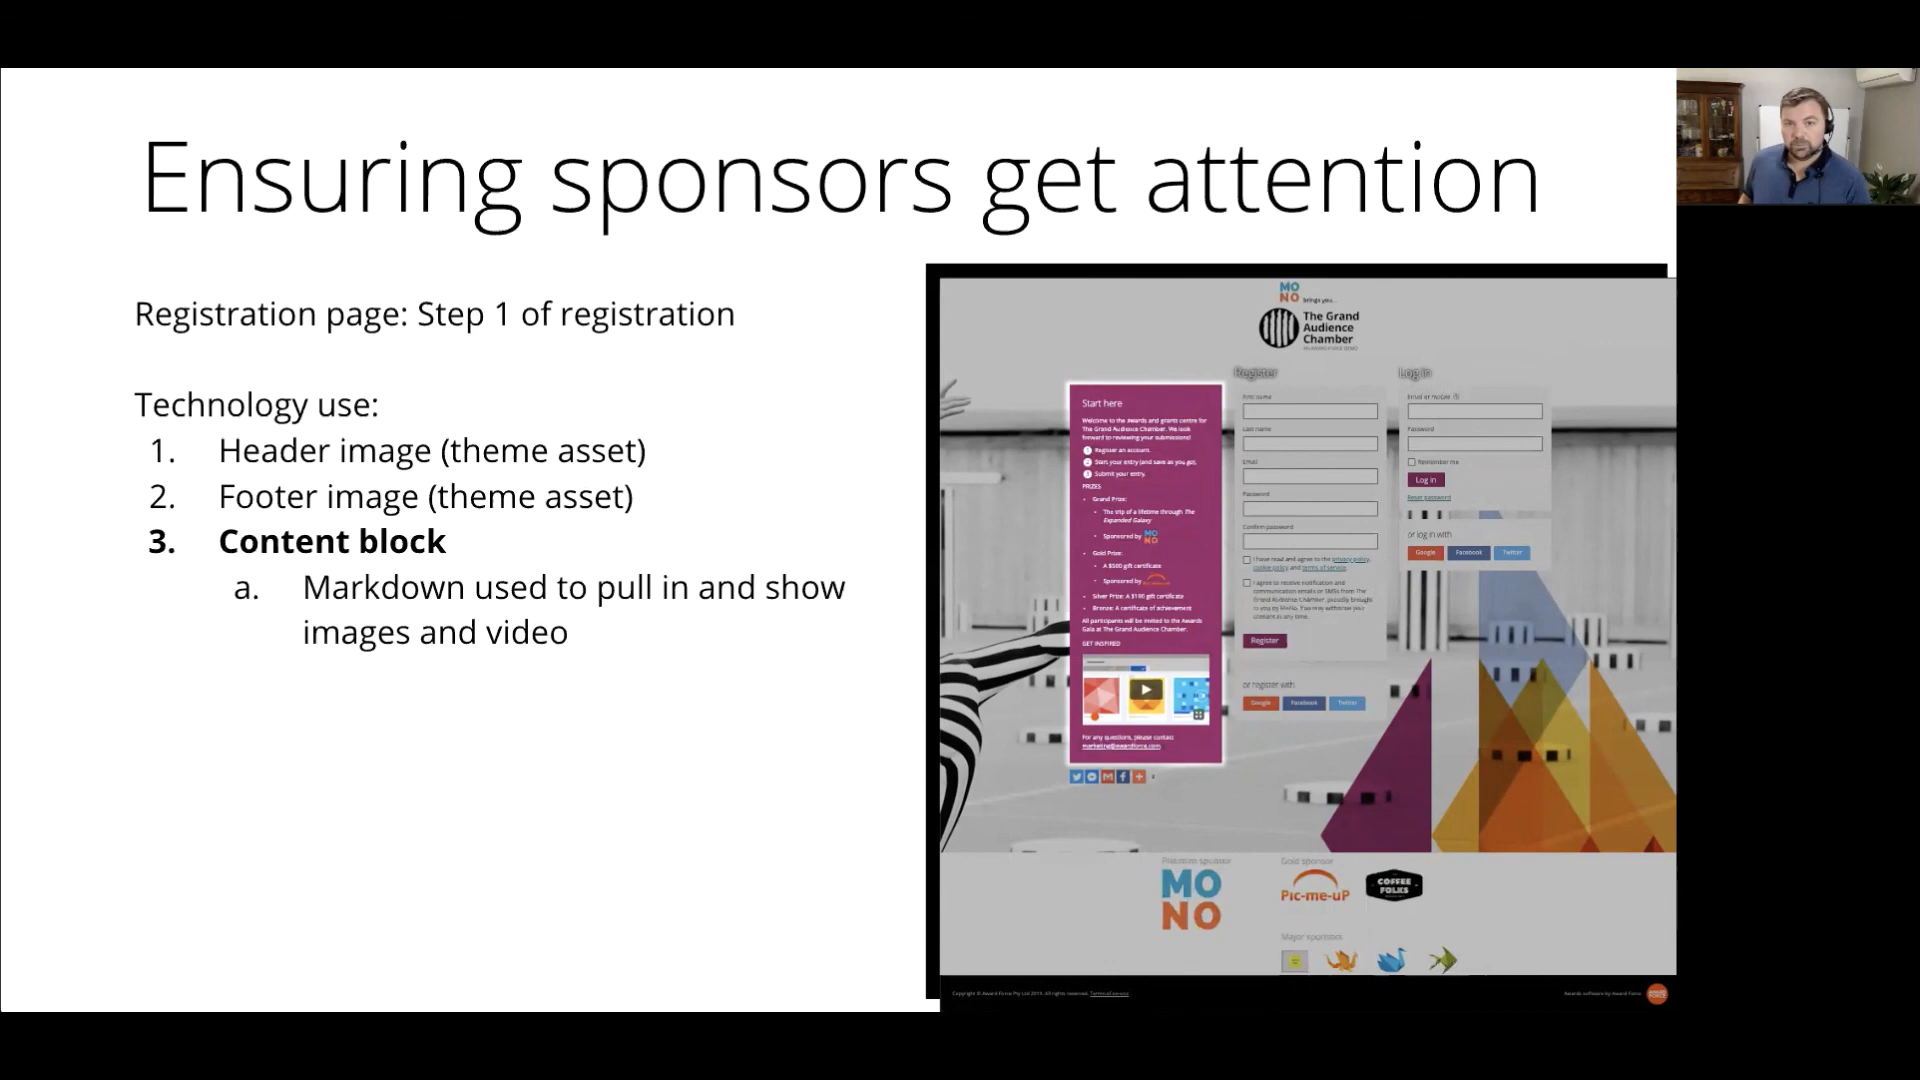 Ensuring sponsors get attention
Registration page: Step 1 of registration
Technology use:
1. Header image (theme asset)
2. Footer image (theme asset)
3. Content block
a. Markdown used to pull in and show
images and video
MO
NO brings you...
The Grand
Audience
Chamber
Start here
Welcome to the awards and grants centre for
The Grand Audience Chamber. We look
forward to reviewing your submissions!
1 Register an account.
2 Start your entry (and save as you go).
3 Submit your entry.
PRIZES
• Grand Prize:
• The trip of a lifetime through The
Expanded Galaxy
• Sponsored by MO
NO
• Gold Prize:
• A $500 gift certificate
• Sponsored by
• Silver Prize: A $100 gift certificate
• Bronze: A certificate of achievement
All participants will be invited to the Awards
Gala at The Grand Audience Chamber.
GET INSPIRED
For any questions, please contact
marketing@awardforce.com
Register
First name
Last name
Email
Password
Confirm password
I have read and agree to the privacy policy,
cookie policy and terms of service.
I agree to receive notification and
communication emails or SMSs from The
Grand Audience Chamber, proudly brought
to you by MoNo. You may withdraw your
consent at any time.
Register
or register with
Google Facebook Twitter
Log in
Email or mobile
Password
Remember me
Log in
Reset password
or log in with
Google Facebook Twitter
Platinum sponsor
MO
NO
Gold sponsor
Pic-me-uP
COFFEE
FOLKS
Major sponsors
Copyright © Award Force Pty Ltd 2019. All rights reserved. Terms of service
Awards software by Award Force
AWARD
FORCE